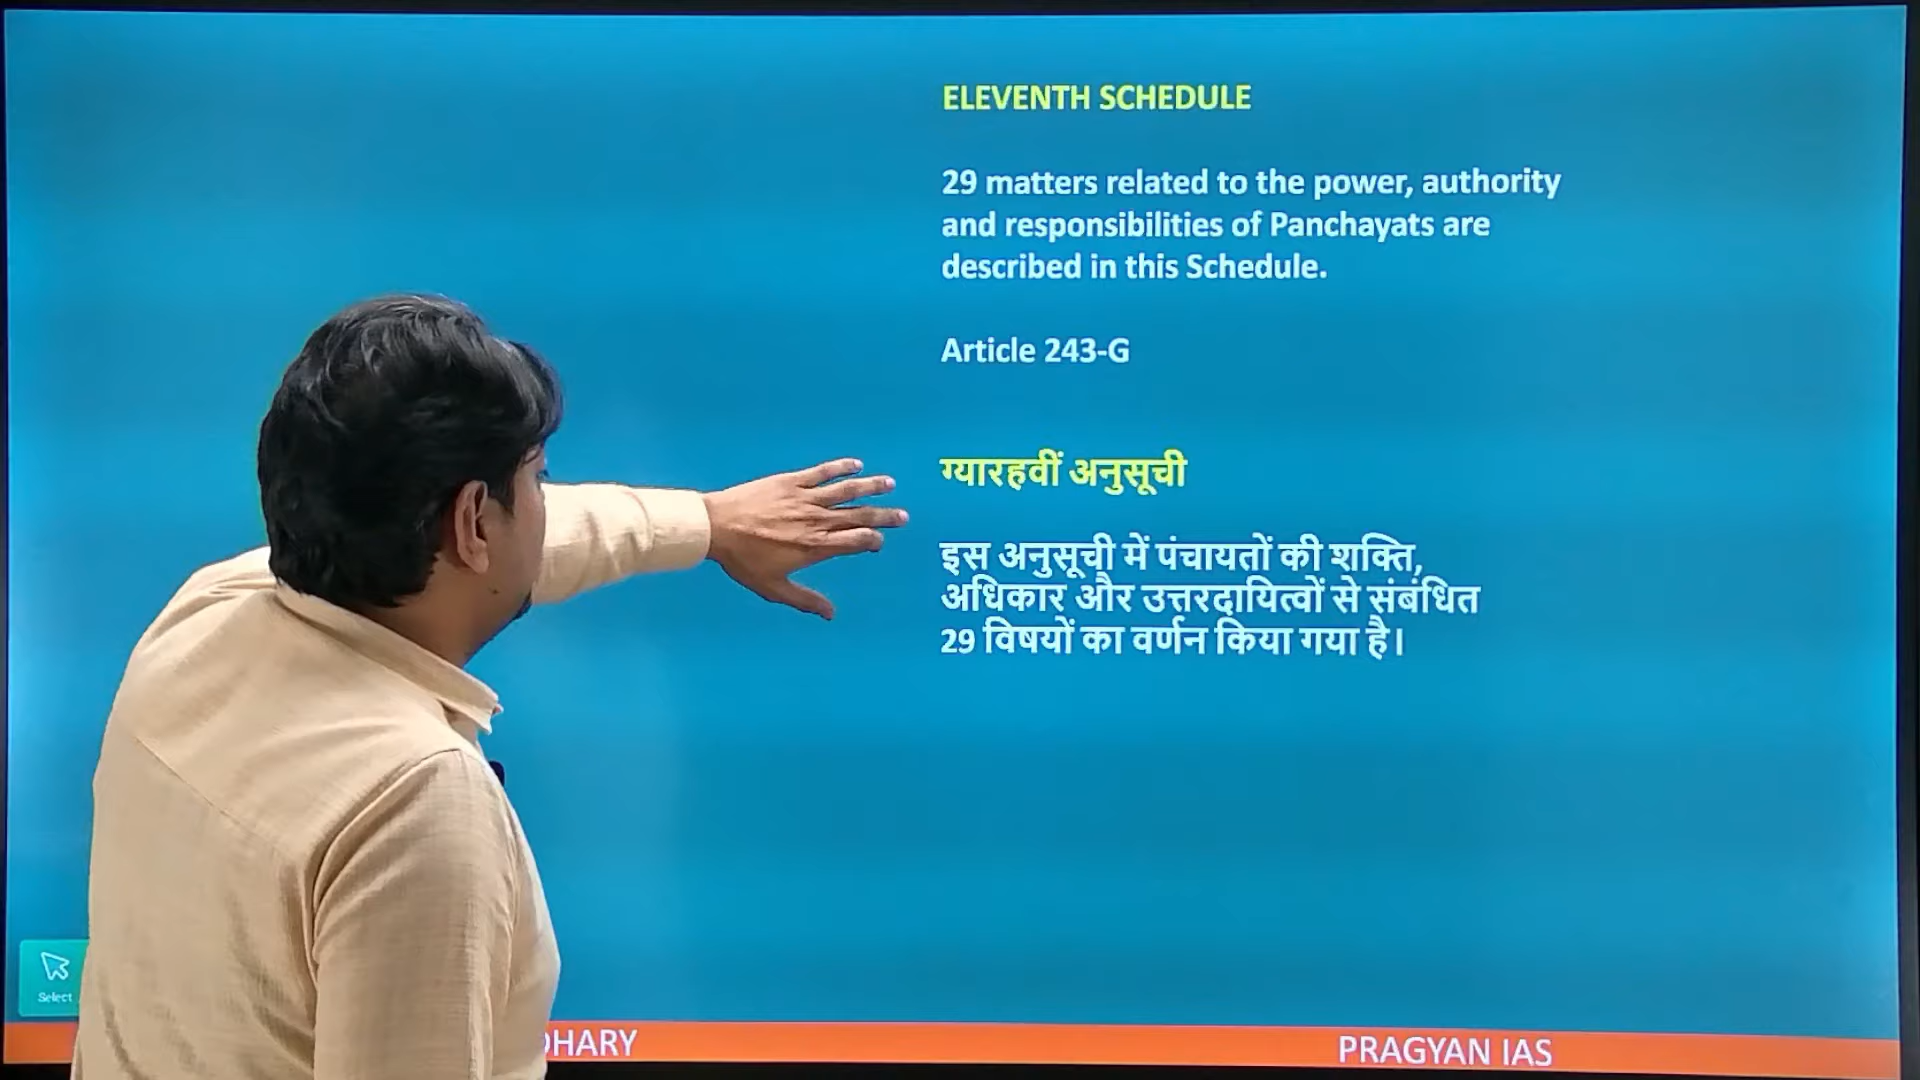 ELEVENTH SCHEDULE
29 matters related to the power, authority
and responsibilities of Panchayats are
described in this Schedule.
Article 243-G
ग्यारहवीं अनुसूची
इस अनुसूची में पंचायतों की शक्ति,
अधिकार और उत्तरदायित्वों से संबंधित
29 विषयों का वर्णन किया गया है।
Select
PRAGYAN IAS